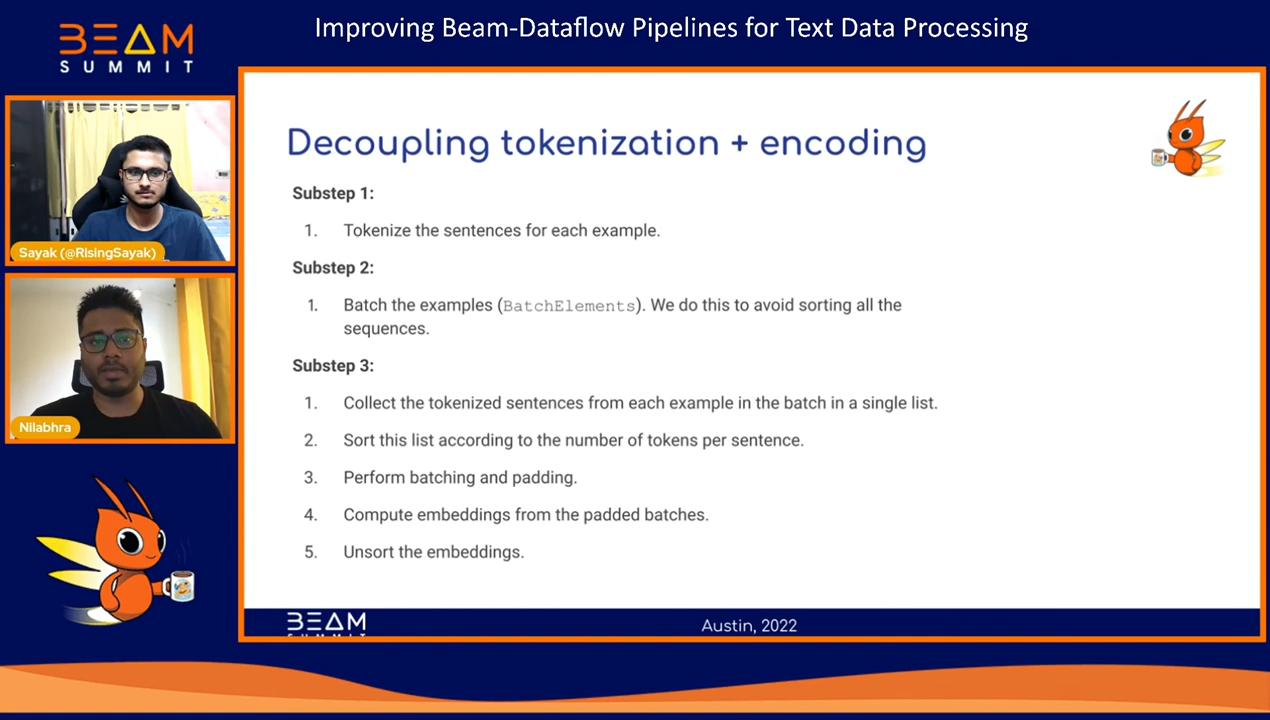 Improving Beam-Dataflow Pipelines for Text Data Processing
BEAM
SUMMIT
Sayak (@RisingSayak)
Nilabhra
Decoupling tokenization + encoding
Substep 1:
1. Tokenize the sentences for each example.
Substep 2:
1. Batch the examples (BatchElements). We do this to avoid sorting all the
sequences.
Substep 3:
1. Collect the tokenized sentences from each example in the batch in a single list.
2. Sort this list according to the number of tokens per sentence.
3. Perform batching and padding.
4. Compute embeddings from the padded batches.
5. Unsort the embeddings.
BEAM
SUMMIT
Austin, 2022